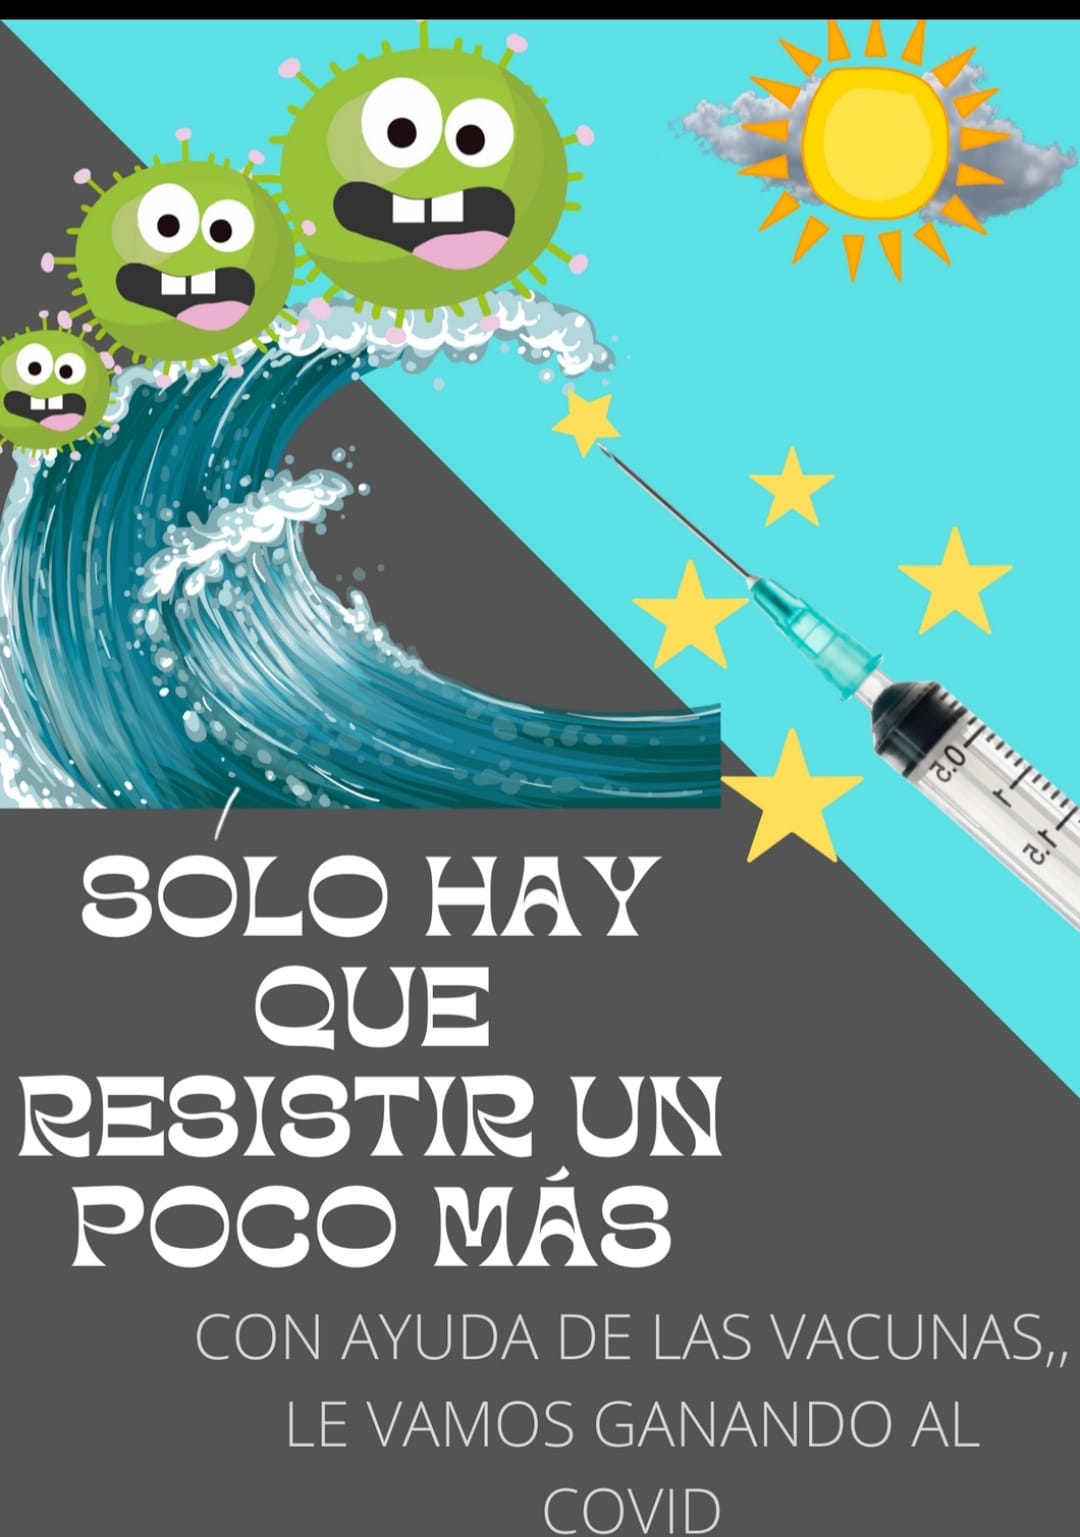 0.5
1
1.5
SÓLO HAY
QUE
RESISTIR UN
POCO MÁS
CON AYUDA DE LAS VACUNAS,,
LE VAMOS GANANDO AL
COVID